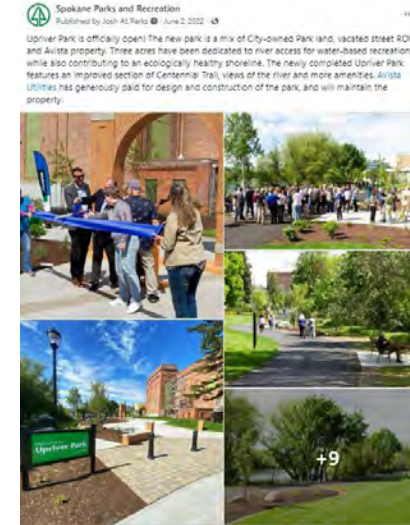 Spokane Parks and Recreation
Published by Josh At Parks · June 2, 2022 ·
Upriver Park is officially open! The new park is a mix of City-owned Park land, vacated street ROW
and Avista property. Three acres have been dedicated to river access for water-based recreation
while also contributing to an ecologically healthy shoreline. The newly completed Upriver Park
features an improved section of Centennial Trail, views of the river and more amenities. Avista
Utilities has generously paid for design and construction of the park, and will maintain the
property.
Upriver Park
+9